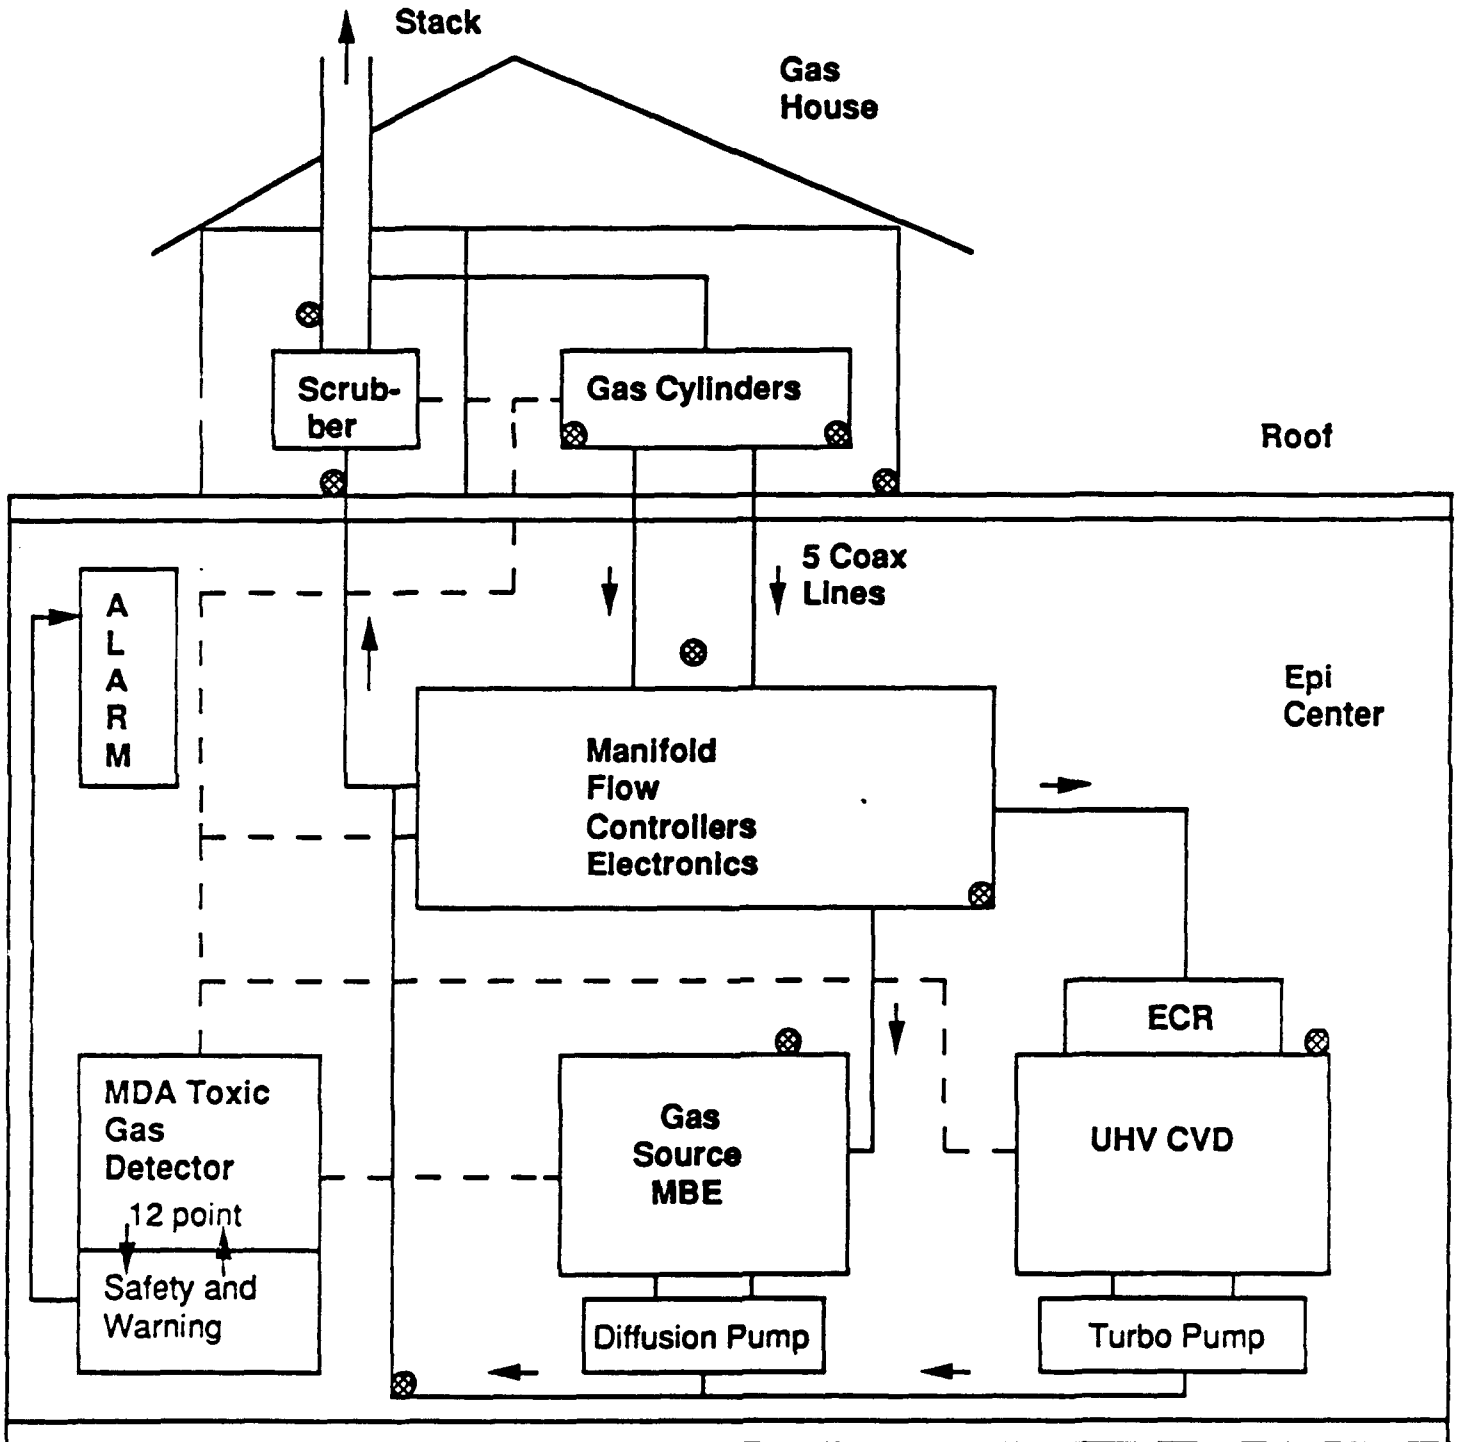 Stack
Gas
House
Scrub-
ber
Gas Cylinders
Roof
5 Coax
Lines
A
L
A
R
M
Epi
Center
Manifold
Flow
Controllers
Electronics
ECR
MDA Toxic
Gas
Detector
12 point
Safety and
Warning
Gas
Source
MBE
UHV CVD
Diffusion Pump
Turbo Pump